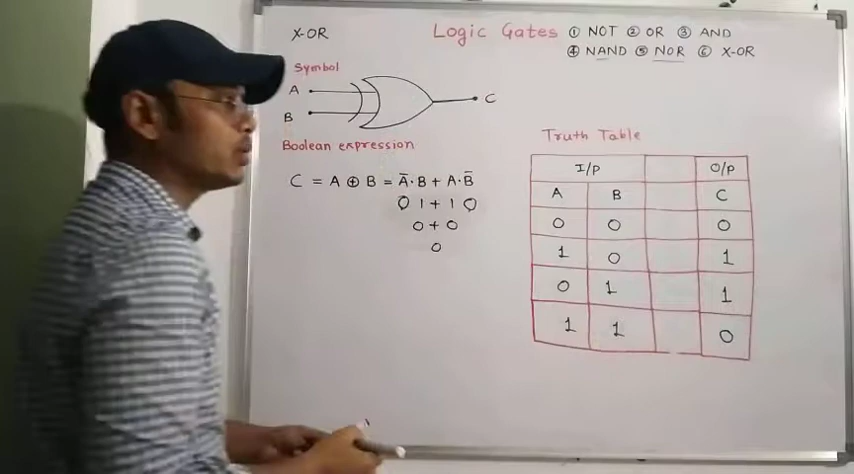 X-OR
Logic Gates ① NOT ② OR ③ AND
④ NAND ⑤ NOR ⑥ X-OR
Symbol
A
B
C
Boolean expression
C = A ⊕ B = A̅·B + A·B̅
0 1 + 1 0
0 + 0
0
Truth Table
I/P O/P
A B C
0 0 0
1 0 1
0 1 1
1 1 0